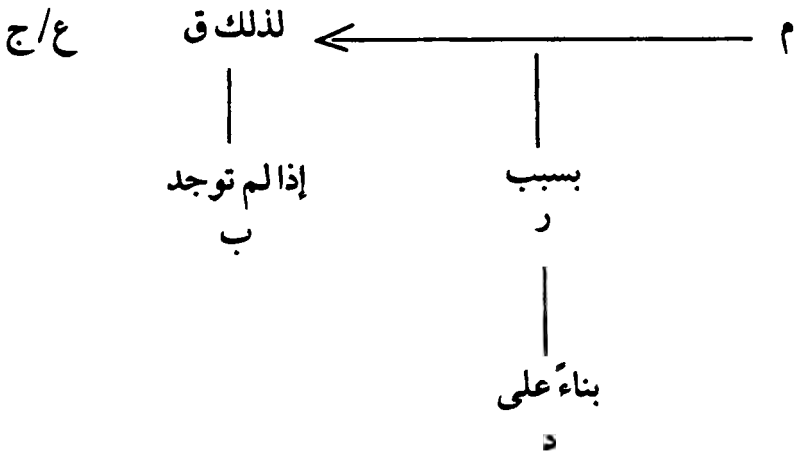 م لذلك ق ع/ج
بسبب إذا لم توجد
ر ب
بناءً على
د